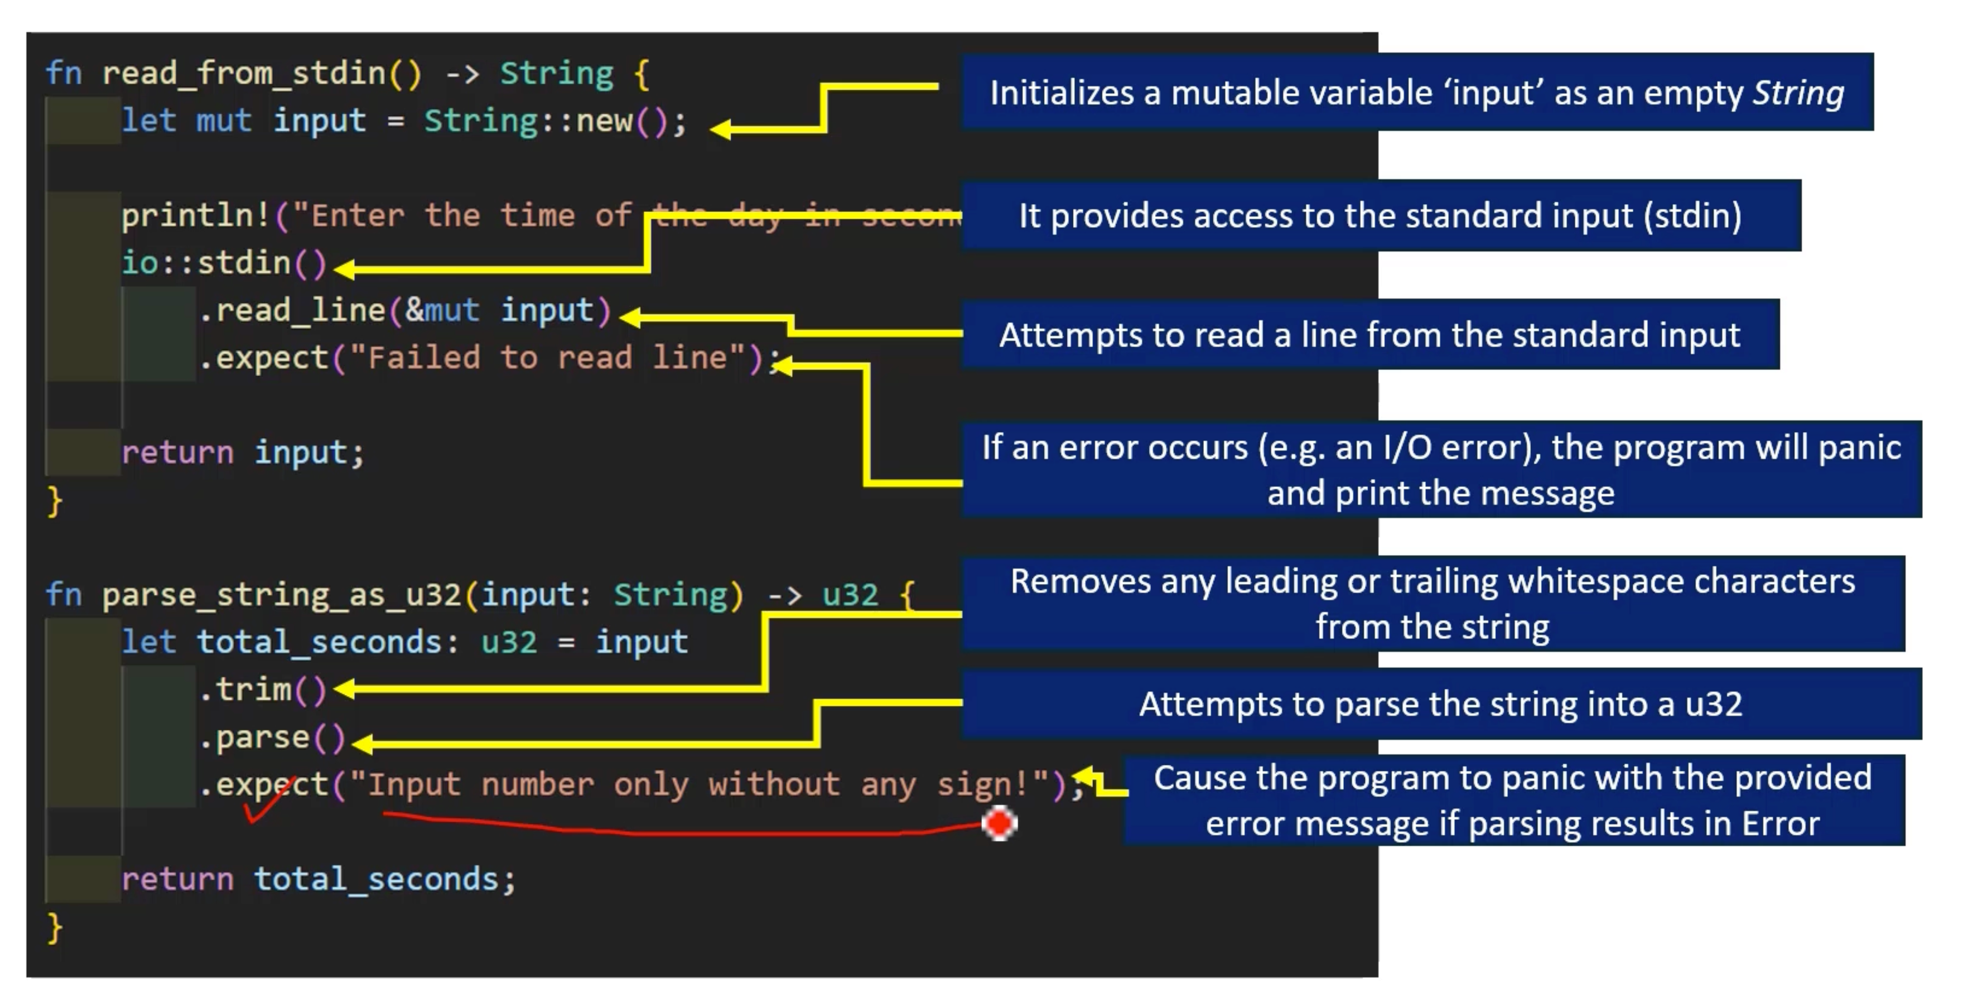 fn read_from_stdin() -> String {
let mut input = String::new();
println!("Enter the time of the day in secon
io::stdin()
.read_line(&mut input)
.expect("Failed to read line");
return input;
}
fn parse_string_as_u32(input: String) -> u32 {
let total_seconds: u32 = input
.trim()
.parse()
.expect("Input number only without any sign!");
return total_seconds;
}
Initializes a mutable variable ‘input’ as an empty String
It provides access to the standard input (stdin)
Attempts to read a line from the standard input
If an error occurs (e.g. an I/O error), the program will panic
and print the message
Removes any leading or trailing whitespace characters
from the string
Attempts to parse the string into a u32
Cause the program to panic with the provided
error message if parsing results in Error